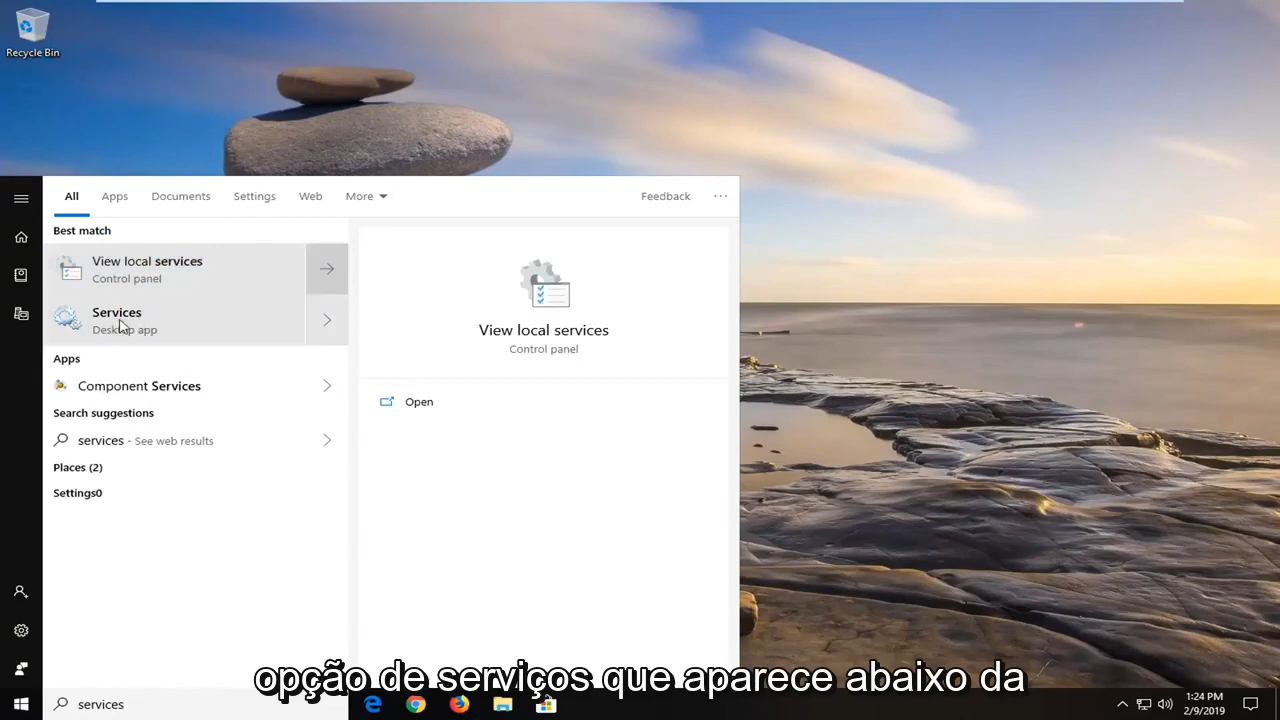 Recycle Bin
All Apps Documents Settings Web More Feedback ···
Best match
View local services
Control panel
Services
Desktop app
Apps
Component Services
Search suggestions
services - See web results
Places (2)
Settings0
View local services
Control panel
Open
opção de serviços que aparece abaixo da
services
1:24 PM
2/9/2019